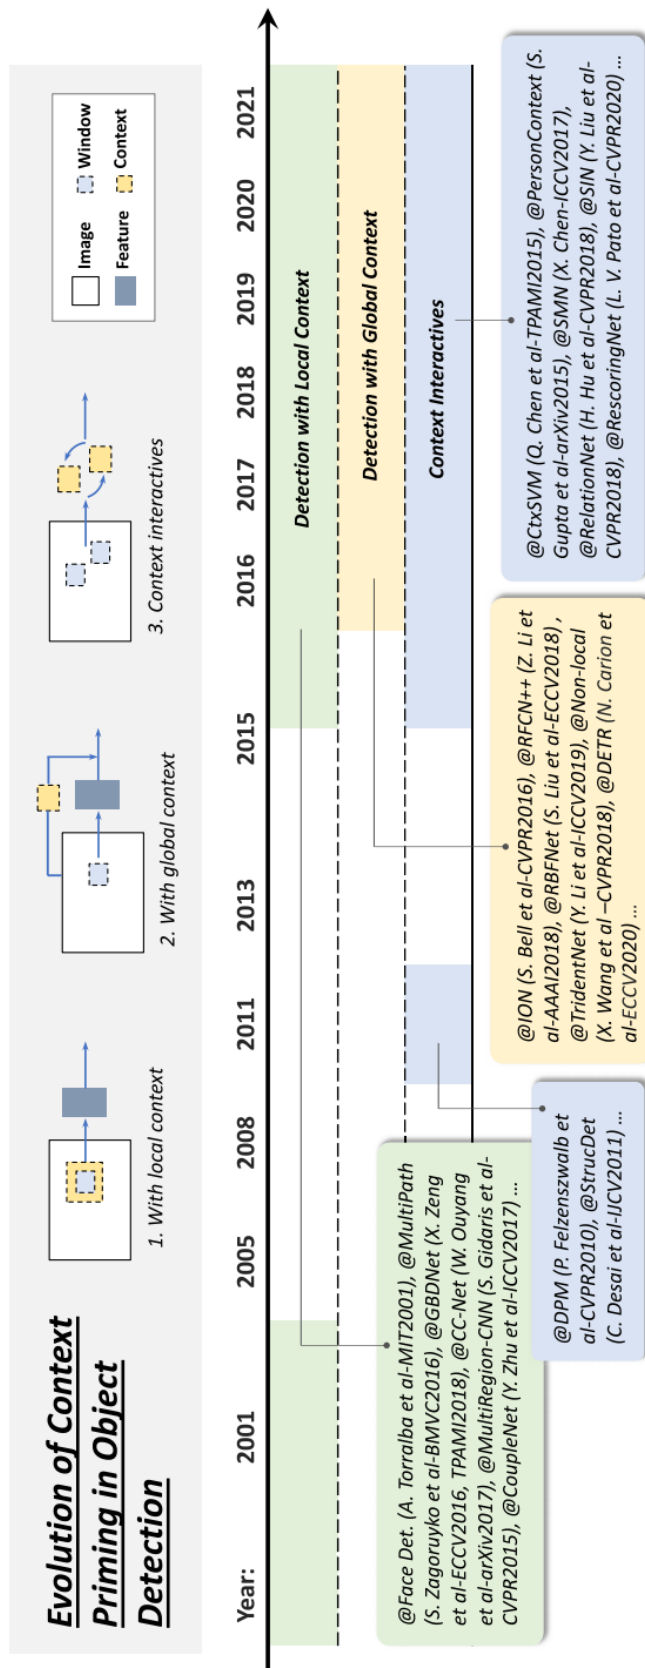 Evolution of Context
Priming in Object
Detection
1. With local context
2. With global context
3. Context interactives
Image
Window
Feature
Context
Year:
2001
2005
2008
2011
2013
2015
2016
2017
2018
2019
2020
2021
Detection with Local Context
Detection with Global Context
Context Interactives
@Face Det. (A. Torralba et al-MIT2001), @MultiPath
(S. Zagoruyko et al-BMVC2016), @GBDNet (X. Zeng
et al-ECCV2016, TPAMI2018), @CC-Net (W. Ouyang
et al-arXiv2017), @MultiRegion-CNN (S. Gidaris et al-
CVPR2015), @CoupleNet (Y. Zhu et al-ICCV2017) ...
@DPM (P. Felzenszwalb et
al-CVPR2010), @StrucDet
(C. Desai et al-IJCV2011) ...
@ION (S. Bell et al-CVPR2016), @RFCN++ (Z. Li et
al-AAAI2018), @RBFNet (S. Liu et al-ECCV2018) ,
@TridentNet (Y. Li et al-ICCV2019), @Non-local
(X. Wang et al –CVPR2018), @DETR (N. Carion et
al-ECCV2020) ...
@CtxSVM (Q. Chen et al-TPAMI2015), @PersonContext (S.
Gupta et al-arXiv2015), @SMN (X. Chen-ICCV2017),
@RelationNet (H. Hu et al-CVPR2018), @SIN (Y. Liu et al-
CVPR2018), @RescoringNet (L. V. Pato et al-CVPR2020) ...